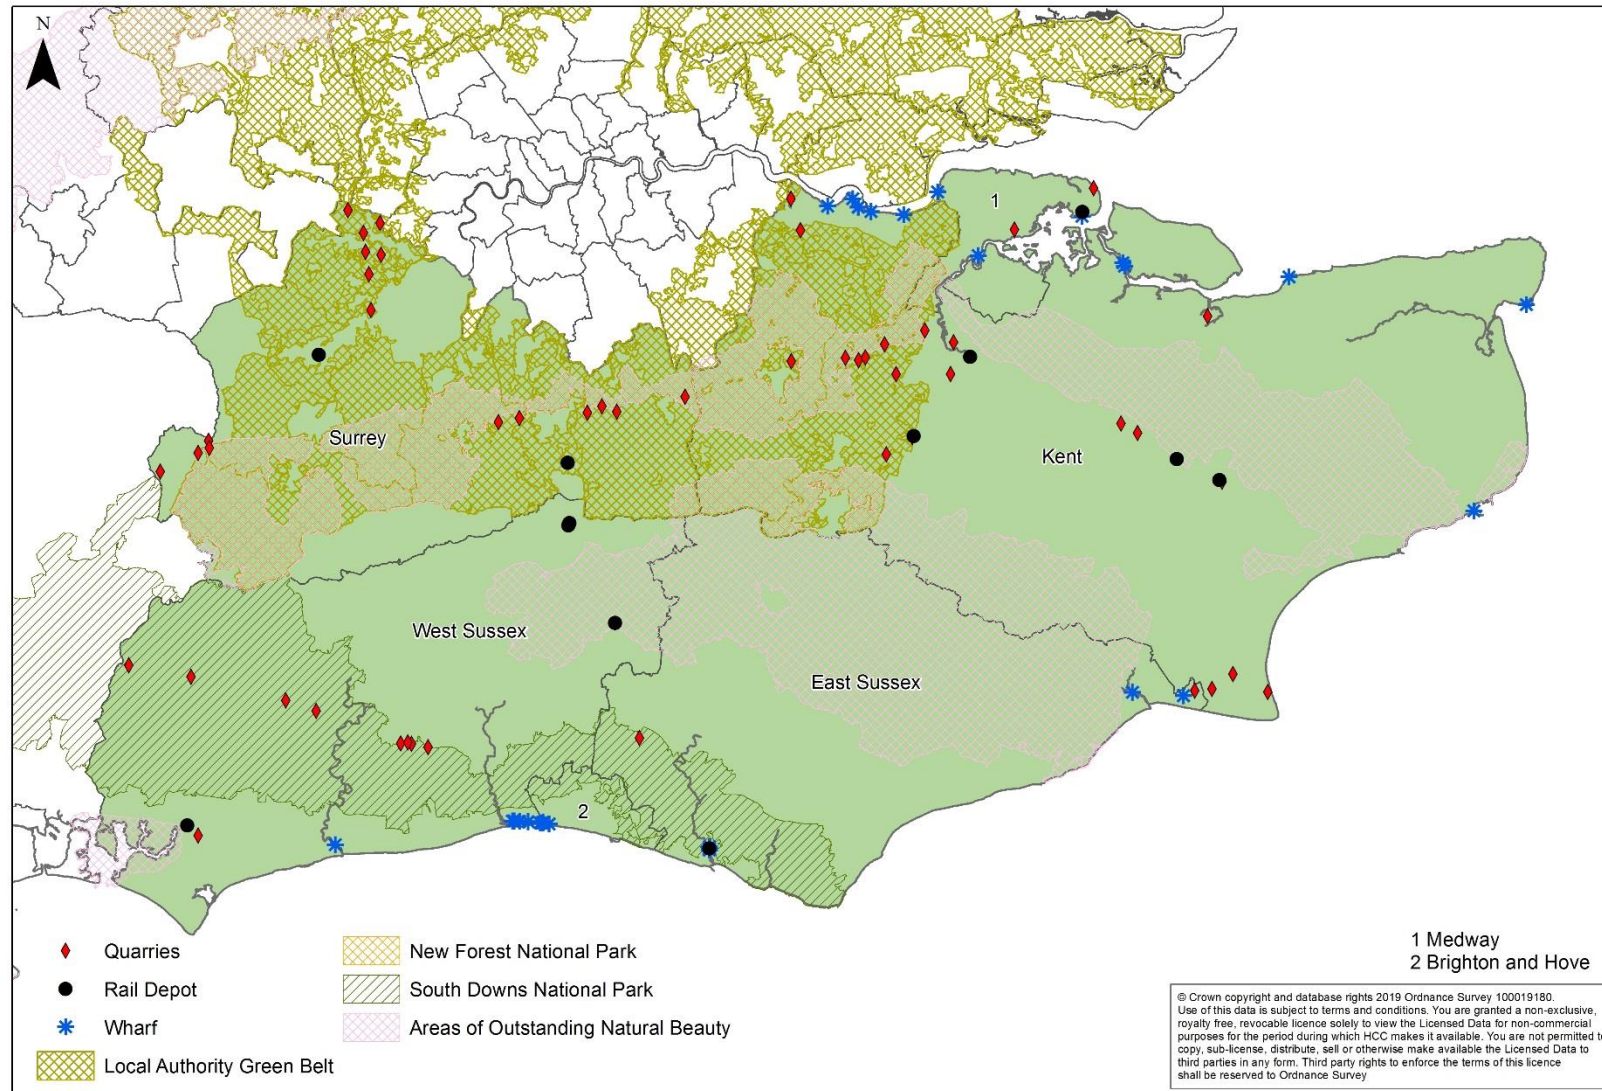 N
1
Surrey
Kent
West Sussex
East Sussex
2
Quarries
Rail Depot
Wharf
Local Authority Green Belt
New Forest National Park
South Downs National Park
Areas of Outstanding Natural Beauty
1 Medway
2 Brighton and Hove
© Crown copyright and database rights 2019 Ordnance Survey 100019180.
Use of this data is subject to terms and conditions. You are granted a non-exclusive,
royalty free, revocable licence solely to view the Licensed Data for non-commercial
purposes for the period during which HCC makes it available. You are not permitted to
copy, sub-license, distribute, sell or otherwise make available the Licensed Data to
third parties in any form. Third party rights to enforce the terms of this licence
shall be reserved to Ordnance Survey